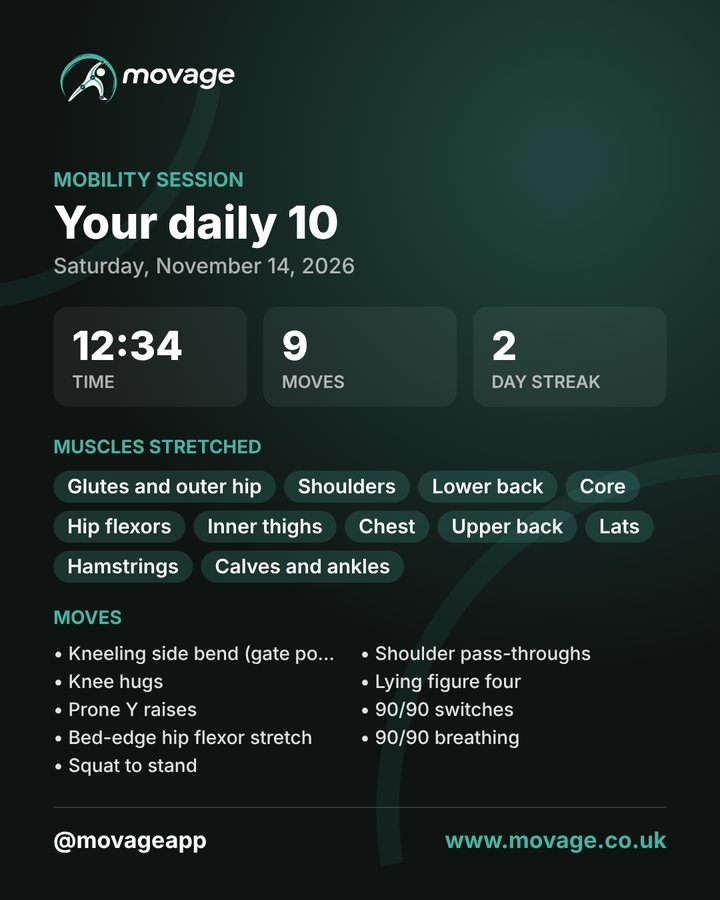 movage
MOBILITY SESSION
Your daily 10
Saturday, November 14, 2026
12:34
TIME
9
MOVES
2
DAY STREAK
MUSCLES STRETCHED
Glutes and outer hip Shoulders Lower back Core
Hip flexors Inner thighs Chest Upper back Lats
Hamstrings Calves and ankles
MOVES
• Kneeling side bend (gate po...
• Knee hugs
• Prone Y raises
• Bed-edge hip flexor stretch
• Squat to stand
• Shoulder pass-throughs
• Lying figure four
• 90/90 switches
• 90/90 breathing
@movageapp
www.movage.co.uk